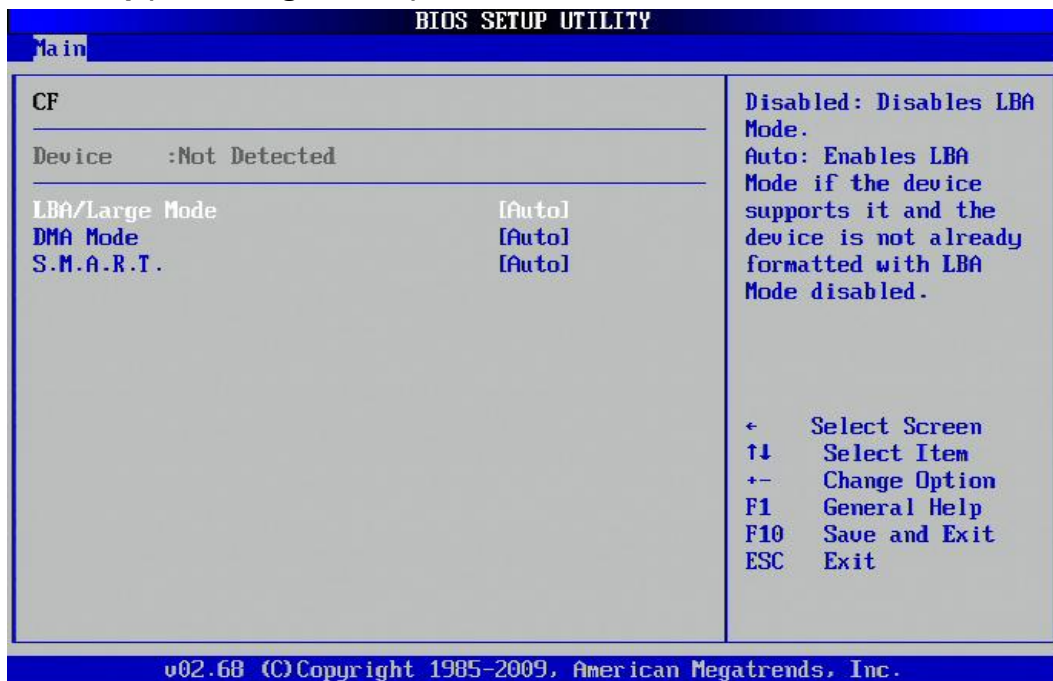 BIOS SETUP UTILITY
Main
CF
Device :Not Detected
LBA/Large Mode [Auto]
DMA Mode [Auto]
S.M.A.R.T. [Auto]
Disabled: Disables LBA
Mode.
Auto: Enables LBA
Mode if the device
supports it and the
device is not already
formatted with LBA
Mode disabled.
← Select Screen
↑↓ Select Item
+- Change Option
F1 General Help
F10 Save and Exit
ESC Exit
v02.68 (C)Copyright 1985-2009, American Megatrends, Inc.